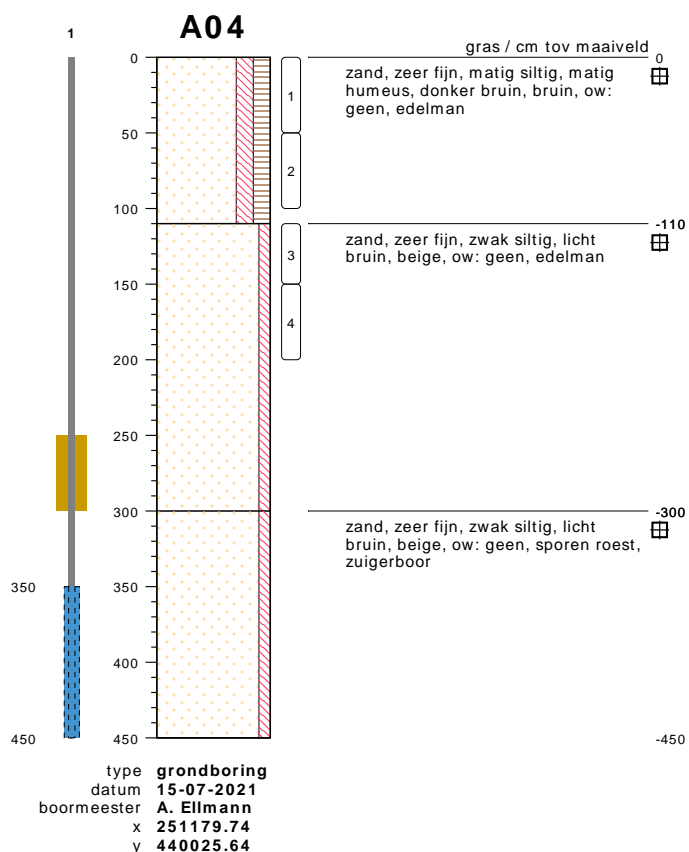 A04
1
gras / cm tov maaiveld
0
0
zand, zeer fijn, matig siltig, matig
humeus, donker bruin, bruin, ow:
geen, edelman
1
50
2
100
-110
zand, zeer fijn, zwak siltig, licht
bruin, beige, ow: geen, edelman
3
150
4
200
250
300
-300
zand, zeer fijn, zwak siltig, licht
bruin, beige, ow: geen, sporen roest,
zuigerboor
350
350
400
450
450
-450
type grondboring
datum 15-07-2021
boormeester A. Ellmann
x 251179.74
y 440025.64